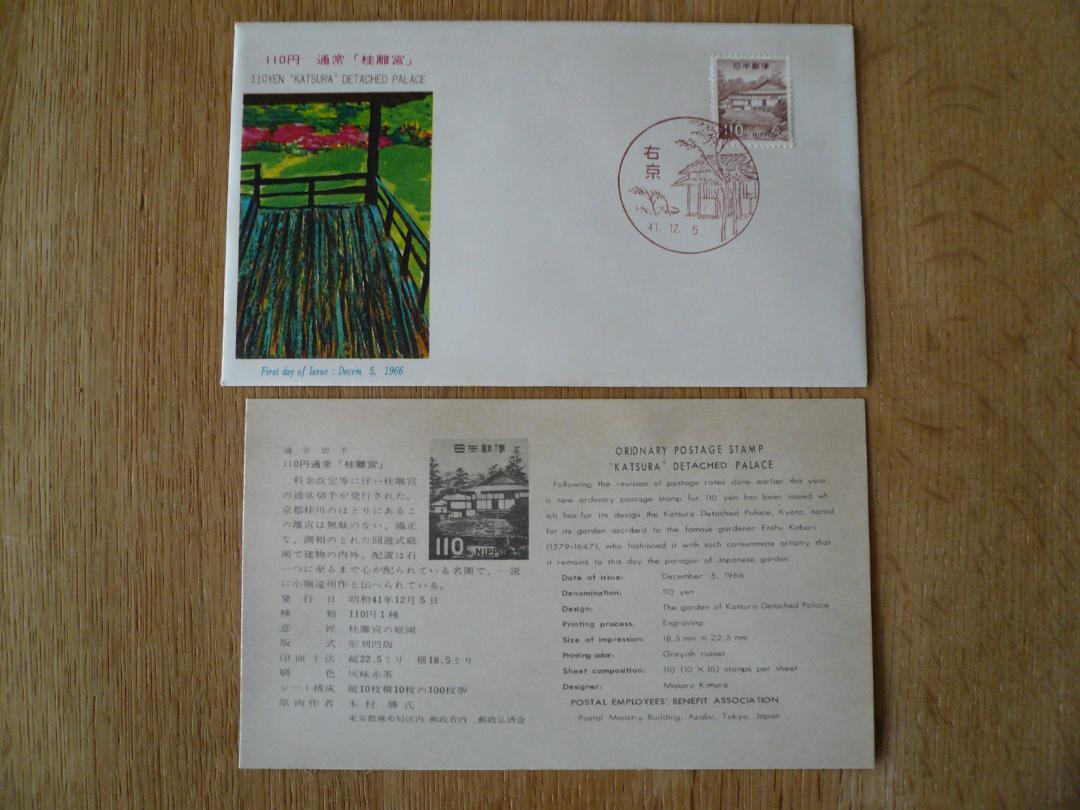 110円 通常「桂離宮」
110YEN "KATSURA" DETACHED PALACE
First day of Issue : Decem 5, 1966
日本郵便
110
NIPPON
右京
41. 12. 5
通常切手
110円通常「桂離宮」
料金改定等に伴い桂離宮
の通常切手が発行された。
京都桂川のほとりにあるこ
の離宮は無駄のない、端正
な、調和のとれた回遊式庭
園で建物の内外、配置は石
一つに至るまで心が配られている名園で、一説
に小堀遠州作と伝へられている。
発行日 昭和41年12月5日
種類 110円1種
意匠 桂離宮の庭園
版式 彫刻凹版
印面寸法 縦22.5ミリ 横18.5ミリ
刷色 灰味赤茶
シート構成 縦10枚横10枚の100枚版
原画作者 木村勝氏
東京都麻布局区内 郵政省内 郵政弘済会
日本郵便
110
NIPPON
ORIDNARY POSTAGE STAMP
"KATSURA" DETACHED PALACE
Following the revision of postage rates done earlier this year,
a new ordinary postage stamp for 110 yen has been issued wh-
ich has for its design the Katsura Detached Palace, Kyoto, noted
for its garden ascribed to the famous gardener Enshu Kobori
(1579-1647), who fashioned it with such consummate artistry that
it remains to this day the paragon of Japanese garden.
Date of issue: December 5, 1966
Denomination: 110 yen
Design: The garden of Katsura Detached Palace
Printing process: Engraving
Size of impression: 18.5 mm × 22.5 mm
Printing color: Greyish russet
Sheet composition: 110 (10 × 10) stamps per sheet
Designer: Masaru Kimura
POSTAL EMPLOYEES' BENEFIT ASSOCIATION
Postal Ministry Building, Azabu, Tokyo, Japan